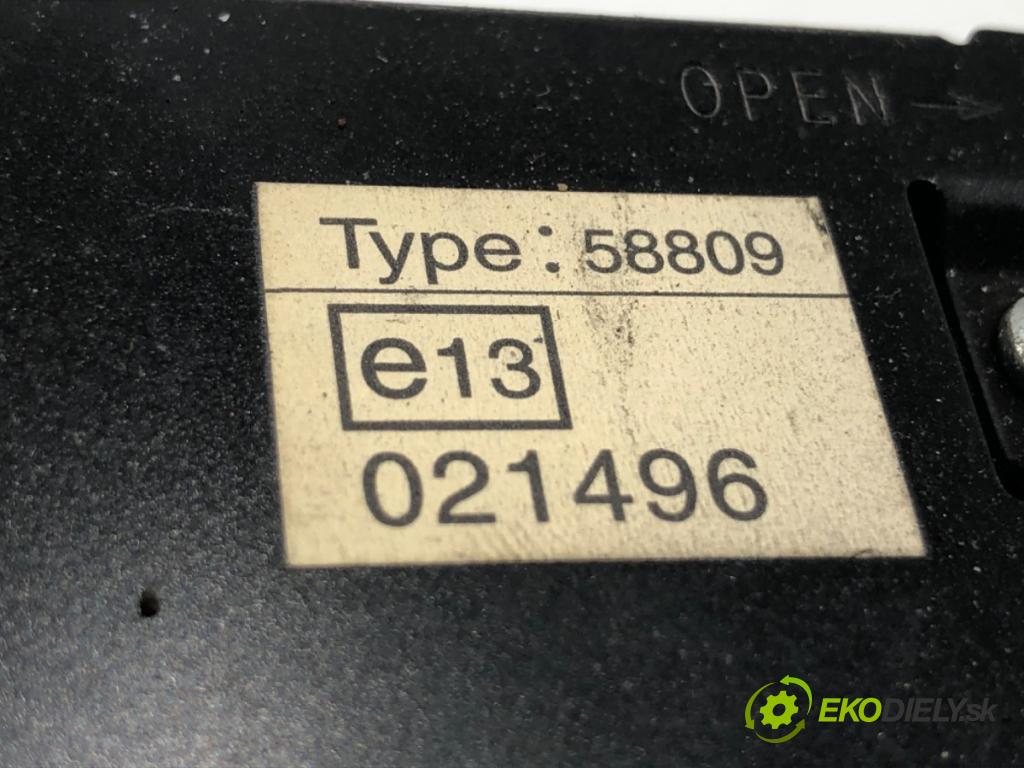 OPEN →
Type: 58809
e13
021496
EKODIELY.sk